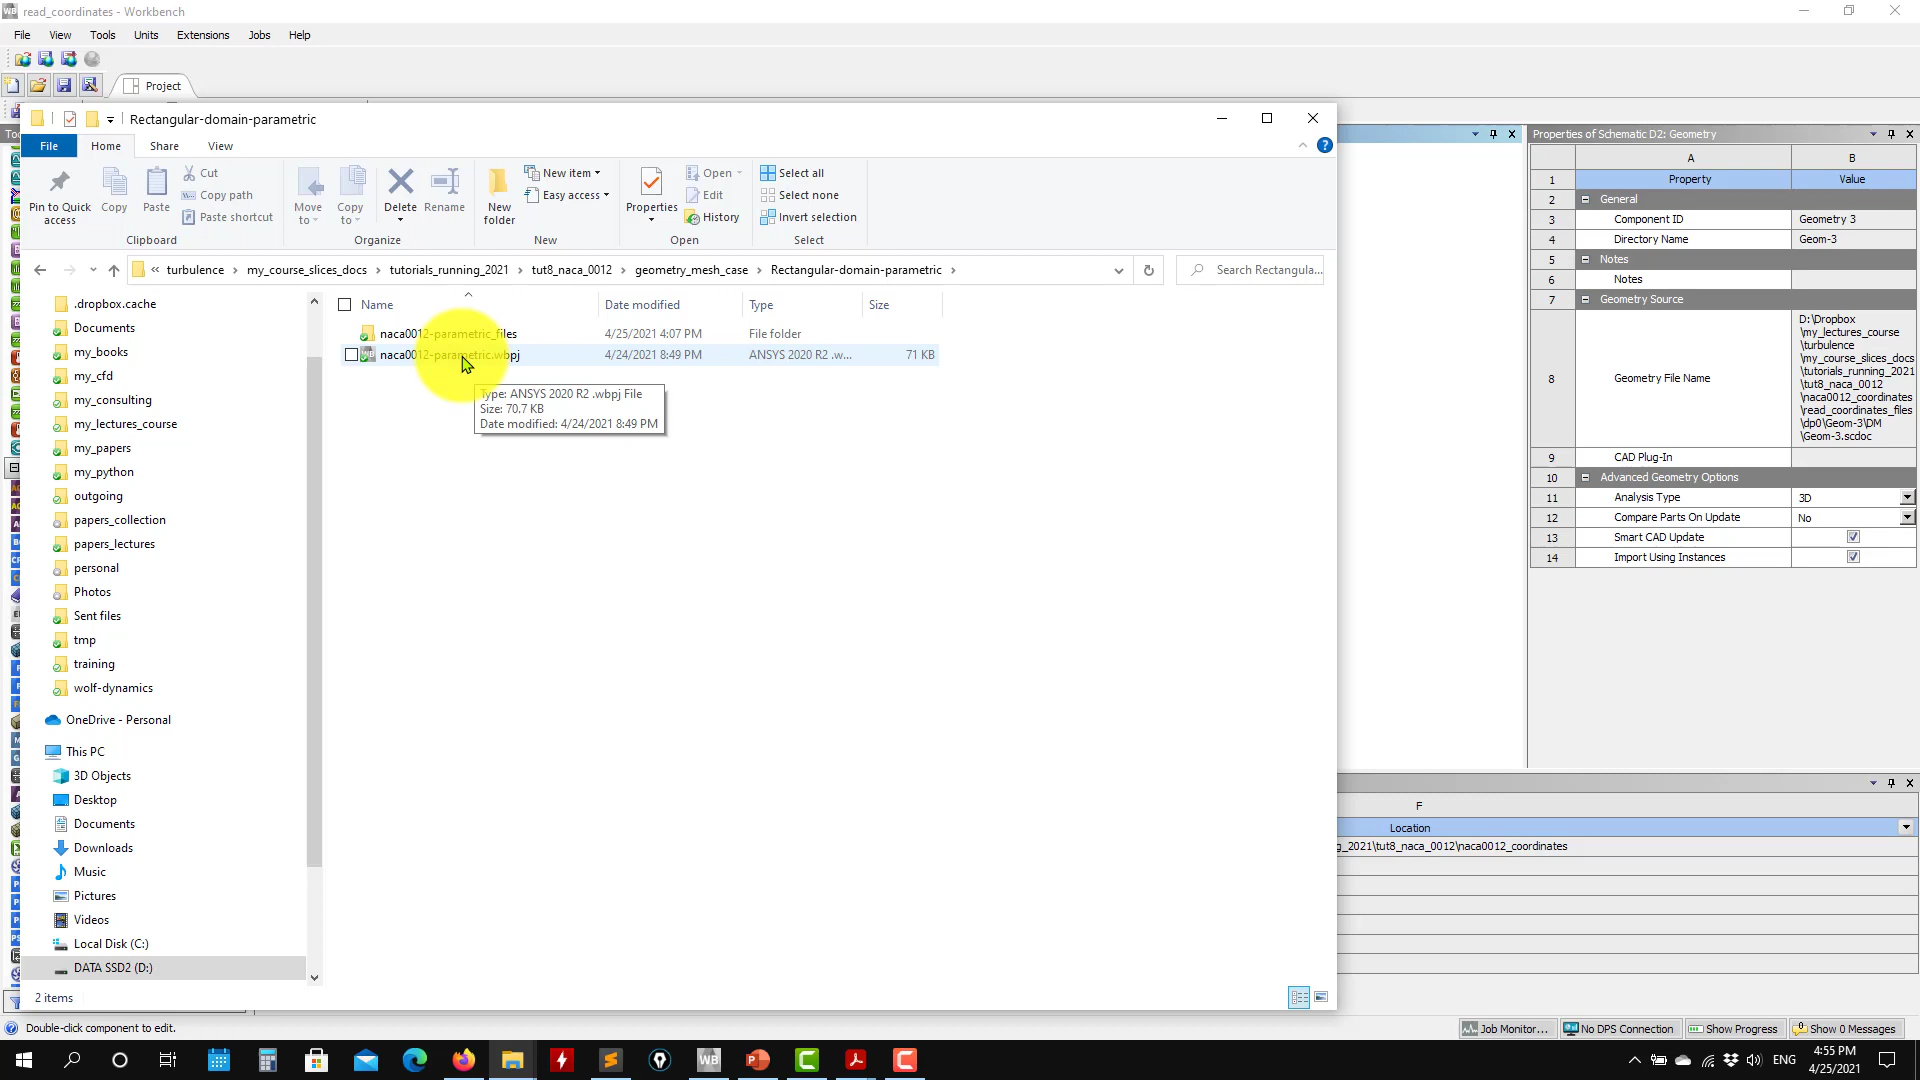 read_coordinates - Workbench
File View Tools Units Extensions Jobs Help
Project
Rectangular-domain-parametric
File Home Share View
Pin to Quick access
Copy
Paste
Cut
Copy path
Paste shortcut
Clipboard
Move to
Copy to
Delete
Rename
Organize
New folder
New item
Easy access
New
Properties
Open
Edit
History
Open
Select all
Select none
Invert selection
Select
« turbulence › my_course_slices_docs › tutorials_running_2021 › tut8_naca_0012 › geometry_mesh_case › Rectangular-domain-parametric ›
Search Rectangula...
.dropbox.cache
Documents
my_books
my_cfd
my_consulting
my_lectures_course
my_papers
my_python
outgoing
papers_collection
papers_lectures
personal
Photos
Sent files
tmp
training
wolf-dynamics
OneDrive - Personal
This PC
3D Objects
Desktop
Documents
Downloads
Music
Pictures
Videos
Local Disk (C:)
DATA SSD2 (D:)
Name Date modified Type Size
naca0012-parametric_files 4/25/2021 4:07 PM File folder
naca0012-parametric.wbpj 4/24/2021 8:49 PM ANSYS 2020 R2 .w... 71 KB
Type: ANSYS 2020 R2 .wbpj File
Size: 70.7 KB
Date modified: 4/24/2021 8:49 PM
2 items
Properties of Schematic D2: Geometry
A B
1 Property Value
2 General
3 Component ID Geometry 3
4 Directory Name Geom-3
5 Notes
6 Notes
7 Geometry Source
8 Geometry File Name
D:\Dropbox
\my_lectures_course
\turbulence
\my_course_slices_docs
\tutorials_running_2021
\tut8_naca_0012
\naca0012_coordinates
\read_coordinates_files
\dp0\Geom-3\DM
\Geom-3.scdoc
9 CAD Plug-In
10 Advanced Geometry Options
11 Analysis Type 3D
12 Compare Parts On Update No
13 Smart CAD Update
14 Import Using Instances
F
Location
g_2021\tut8_naca_0012\naca0012_coordinates
Double-click component to edit.
Job Monitor... No DPS Connection Show Progress Show 0 Messages
ENG
4:55 PM
4/25/2021